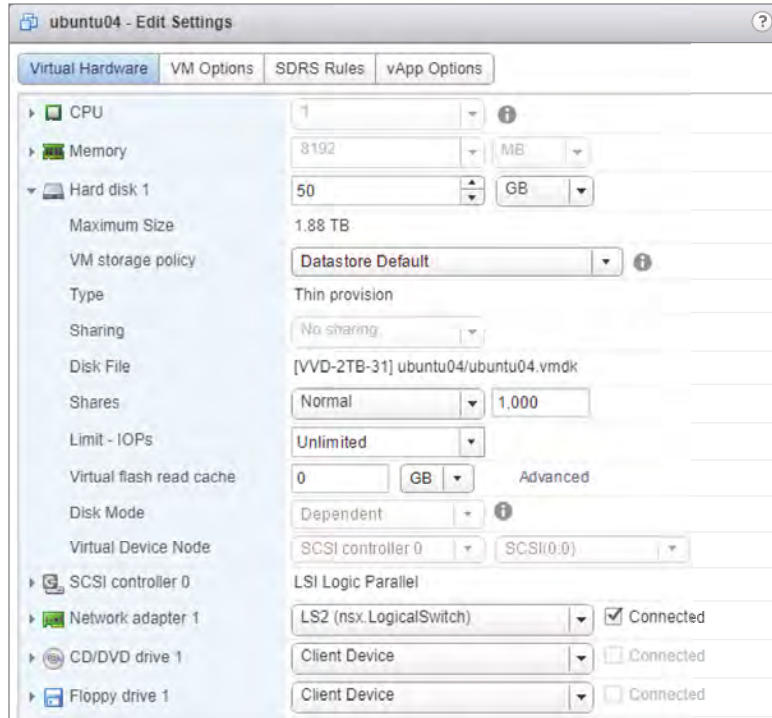 ubuntu04 - Edit Settings ?
Virtual Hardware VM Options SDRS Rules vApp Options
CPU 1
Memory 8192 MB
Hard disk 1 50 GB
Maximum Size 1.88 TB
VM storage policy Datastore Default
Type Thin provision
Sharing No sharing
Disk File [VVD-2TB-31] ubuntu04/ubuntu04.vmdk
Shares Normal 1,000
Limit - IOPs Unlimited
Virtual flash read cache 0 GB Advanced
Disk Mode Dependent
Virtual Device Node SCSI controller 0 SCSI(0:0)
SCSI controller 0 LSI Logic Parallel
Network adapter 1 LS2 (nsx.LogicalSwitch) Connected
CD/DVD drive 1 Client Device Connected
Floppy drive 1 Client Device Connected